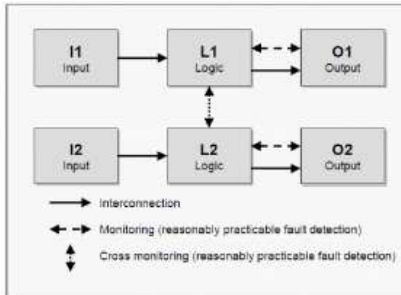 I1
Input
L1
Logic
O1
Output
I2
Input
L2
Logic
O2
Output
Interconnection
Monitoring (reasonably practicable fault detection)
Cross monitoring (reasonably practicable fault detection)